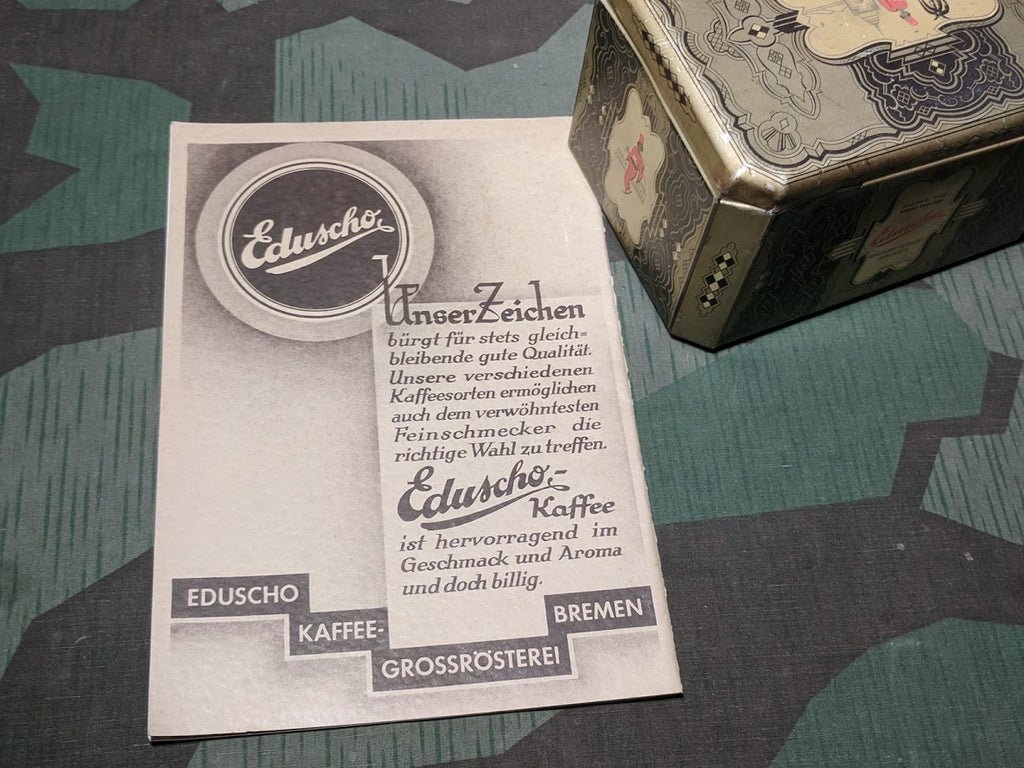 Eduscho
Unser Zeichen
bürgt für stets gleich=
bleibende gute Qualität.
Unsere verschiedenen
Kaffeesorten ermöglichen
auch dem verwöhntesten
Feinschmecker die
richtige Wahl zu treffen.
Eduscho-
Kaffee
ist hervorragend im
Geschmack und Aroma
und doch billig.
EDUSCHO
KAFFEE-
GROSSRÖSTEREI
BREMEN
Eduscho